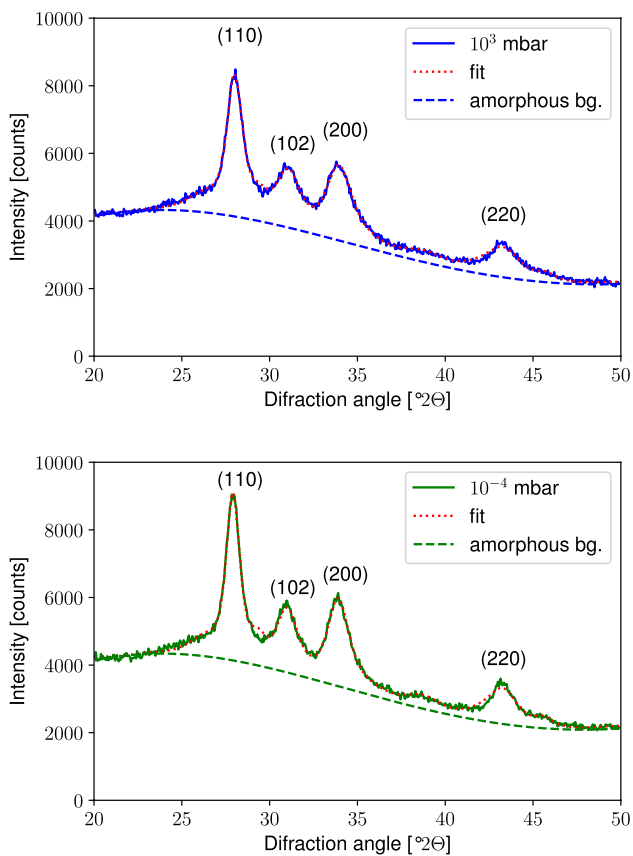 (110)
(102)
(200)
(220)
10³ mbar
fit
amorphous bg.
Intensity [counts]
10000
8000
6000
4000
2000
0
20 25 30 35 40 45 50
Difraction angle [°2Θ]
(110)
(102)
(200)
(220)
10⁻⁴ mbar
fit
amorphous bg.
Intensity [counts]
10000
8000
6000
4000
2000
0
20 25 30 35 40 45 50
Difraction angle [°2Θ]